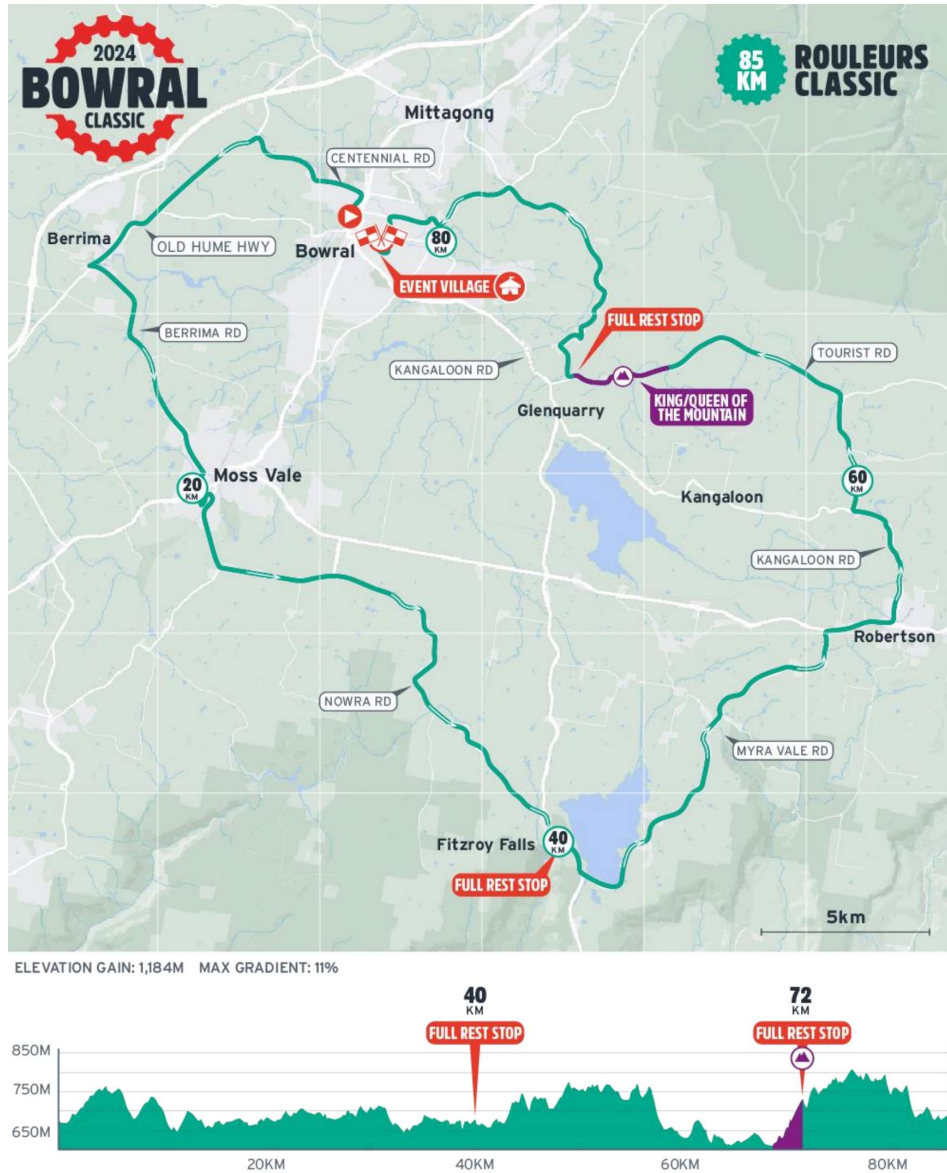 2024
BOWRAL
CLASSIC
85
KM
ROULEURS
CLASSIC
Mittagong
CENTENNIAL RD
Berrima
OLD HUME HWY
Bowral
80
KM
EVENT VILLAGE
BERRIMA RD
FULL REST STOP
KANGALOON RD
TOURIST RD
KING/QUEEN OF
THE MOUNTAIN
Glenquarry
Moss Vale
20
KM
Kangaloon
60
KM
KANGALOON RD
Robertson
NOWRA RD
MYRA VALE RD
Fitzroy Falls
40
KM
FULL REST STOP
5km
ELEVATION GAIN: 1,184M MAX GRADIENT: 11%
40
KM
FULL REST STOP
72
KM
FULL REST STOP
850M
750M
650M
20KM
40KM
60KM
80KM